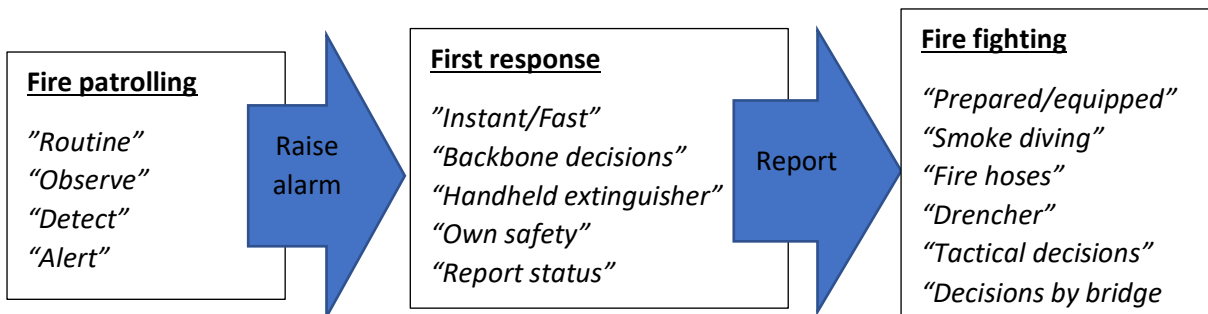 Fire patrolling
”Routine”
“Observe”
“Detect”
“Alert”
Raise
alarm
First response
”Instant/Fast”
“Backbone decisions”
“Handheld extinguisher”
“Own safety”
“Report status”
Report
Fire fighting
“Prepared/equipped”
“Smoke diving”
“Fire hoses”
“Drencher”
“Tactical decisions”
“Decisions by bridge